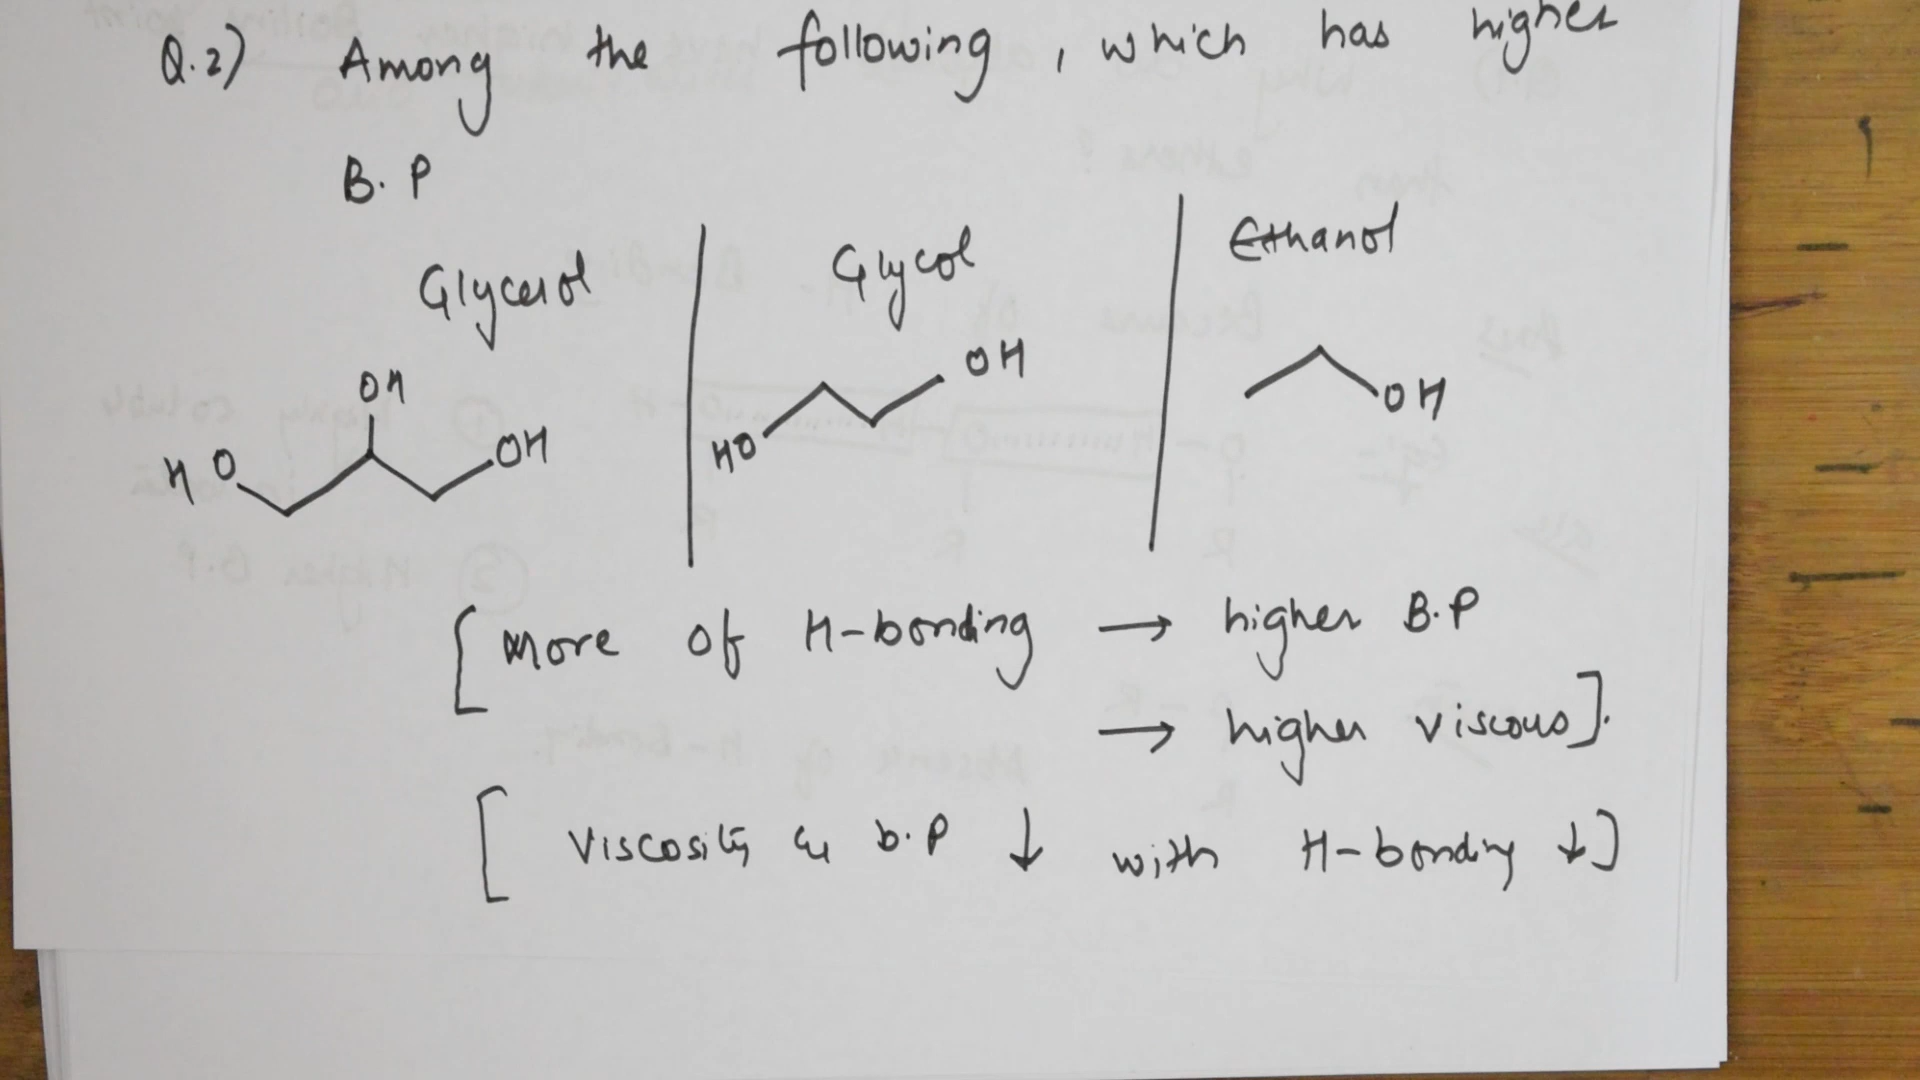 Q.2) Among the following, which has higher
B.P
Glycerol
Glycol
Ethanol
OH
HO
OH
OH
HO
OH
[more of H-bonding → higher B.P
→ higher viscous].
[Viscosity & b.P ↓ with H-bonding ↓]